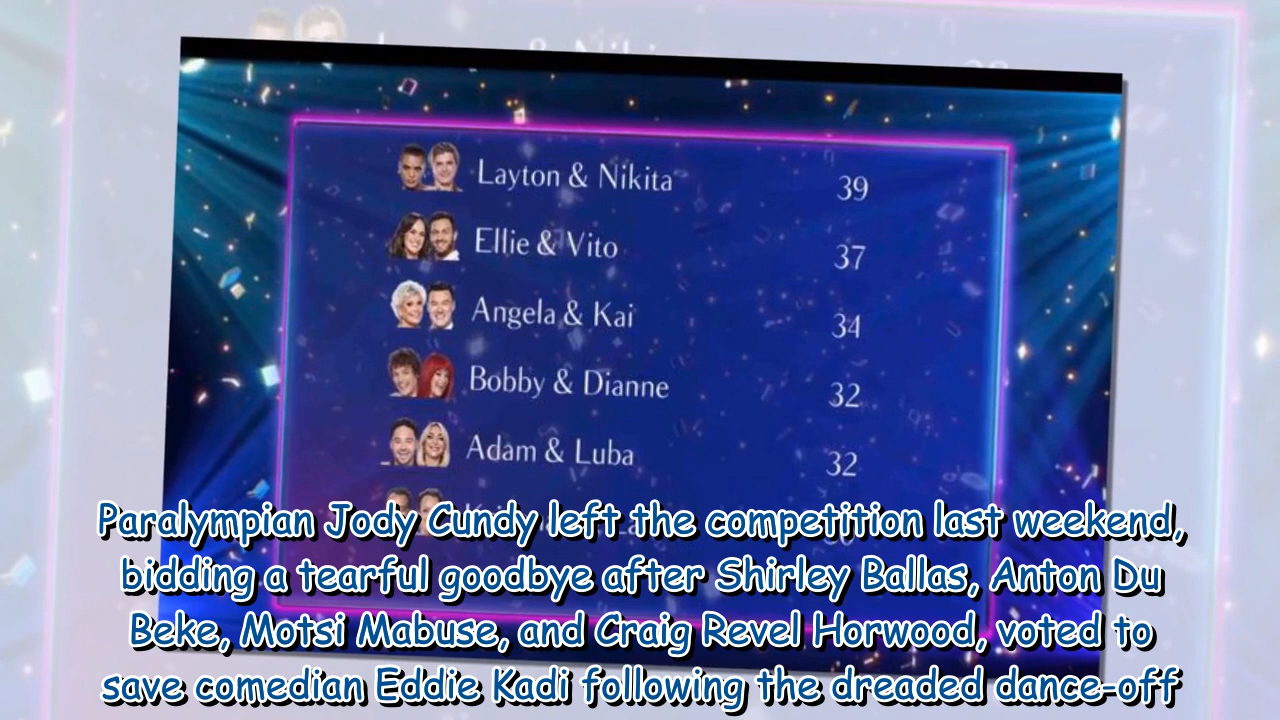 Layton & Nikita 39
Ellie & Vito 37
Angela & Kai 34
Bobby & Dianne 32
Adam & Luba 32
Paralympian Jody Cundy left the competition last weekend,
bidding a tearful goodbye after Shirley Ballas, Anton Du
Beke, Motsi Mabuse, and Craig Revel Horwood, voted to
save comedian Eddie Kadi following the dreaded dance-off